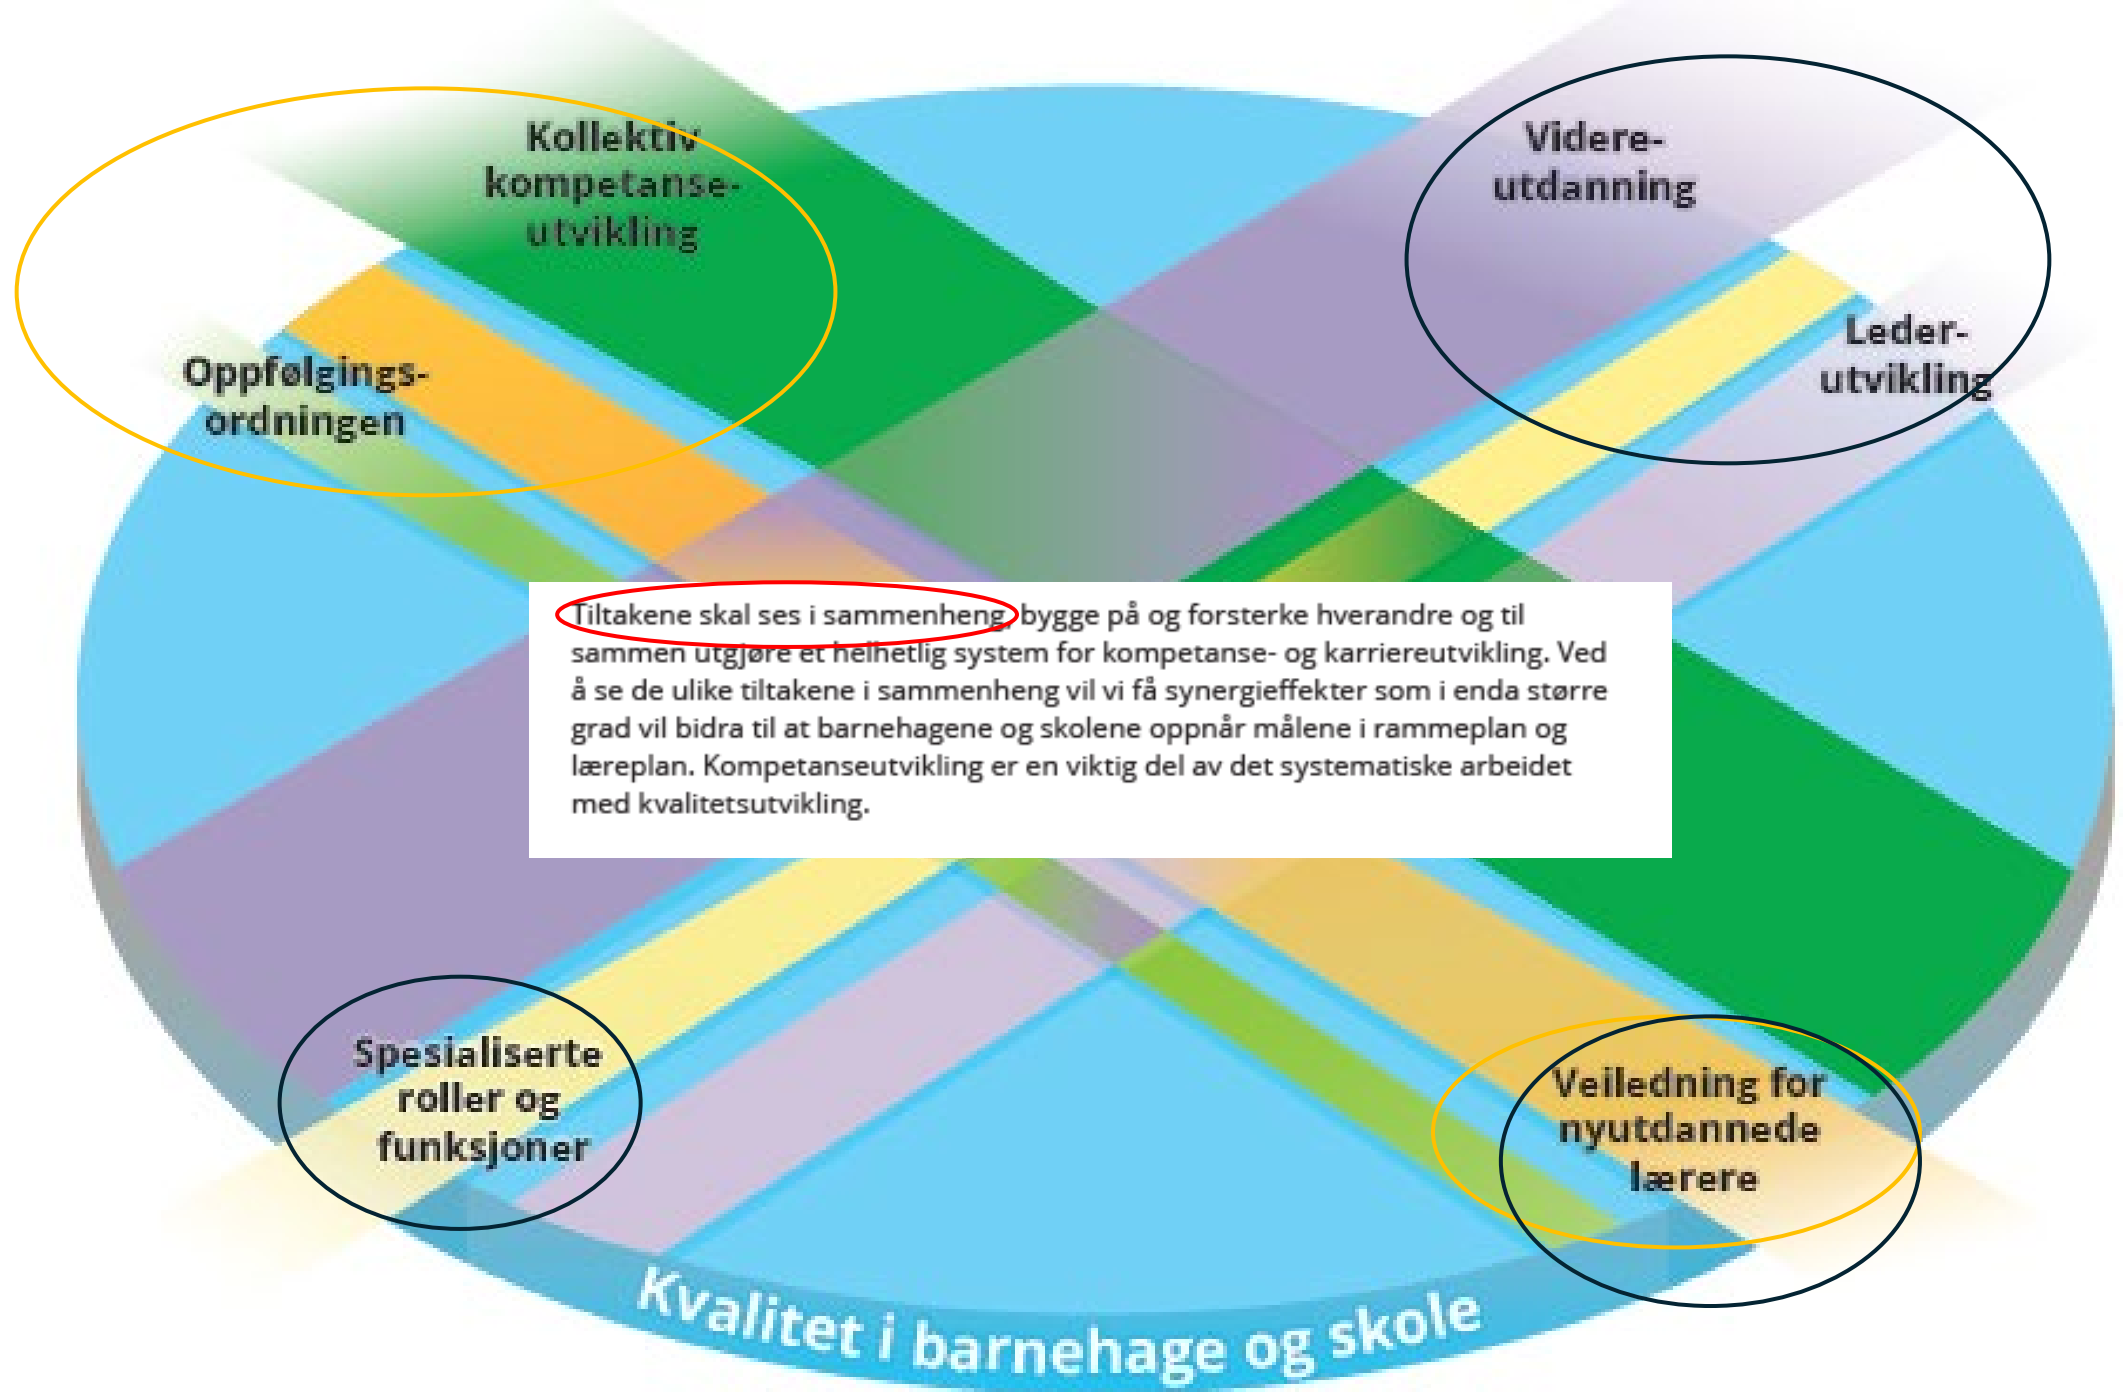 Kollektiv
kompetanse-
utvikling
Videre-
utdanning
Oppfølgings-
ordningen
Leder-
utvikling
Tiltakene skal ses i sammenheng, bygge på og forsterke hverandre og til
sammen utgjøre et helhetlig system for kompetanse- og karriereutvikling. Ved
å se de ulike tiltakene i sammenheng vil vi få synergieffekter som i enda større
grad vil bidra til at barnehagene og skolene oppnår målene i rammeplan og
læreplan. Kompetanseutvikling er en viktig del av det systematiske arbeidet
med kvalitetsutvikling.
Spesialiserte
roller og
funksjoner
Veiledning for
nyutdannede
lærere
Kvalitet i barnehage og skole